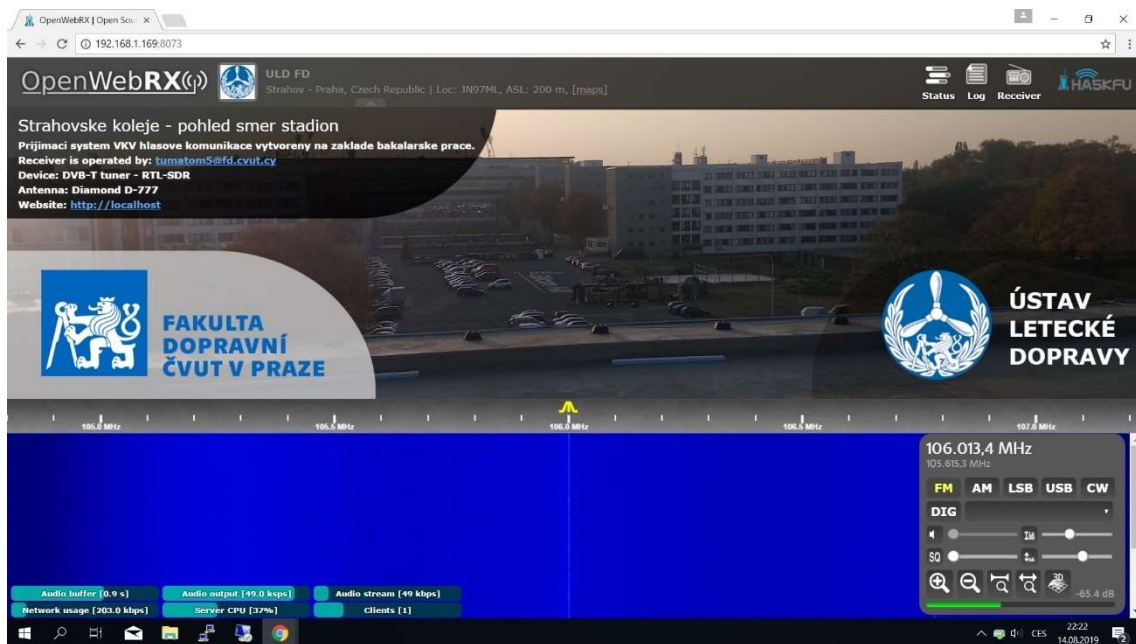 OpenWebRX | Open Sou
192.168.1.169:8073
OpenWebRX
ULD FD
Strahov - Praha, Czech Republic | Loc: JN97ML, ASL: 200 m, [maps]
Status Log Receiver
HASKFU
Strahovske koleje - pohled smer stadion
Prijimaci system VKV hlasove komunikace vytvoreny na zaklade bakalarske prace.
Receiver is operated by: tumatom5@fd.cvut.cy
Device: DVB-T tuner - RTL-SDR
Antenna: Diamond D-777
Website: http://localhost
FAKULTA
DOPRAVNÍ
ČVUT V PRAZE
ÚSTAV
LETECKÉ
DOPRAVY
105.0 MHz 105.5 MHz 106.0 MHz 106.5 MHz 107.0 MHz
106.013,4 MHz
105.615,3 MHz
FM AM LSB USB CW
DIG
SQ
3D
-65.4 dB
Audio buffer [0.9 s] Audio output [49.0 ksps] Audio stream [49 kbps]
Network usage [203.0 kbps] Server CPU [37%] Clients [1]
CES
22:22
14.08.2019
2